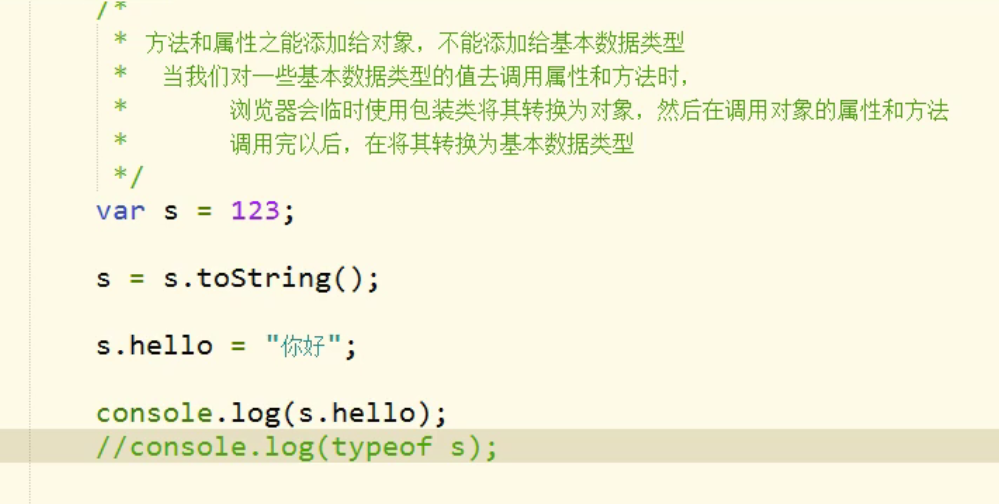 /*
* 方法和属性之能添加给对象，不能添加给基本数据类型
* 当我们对一些基本数据类型的值去调用属性和方法时，
* 浏览器会临时使用包装类将其转换为对象，然后在调用对象的属性和方法
* 调用完以后，在将其转换为基本数据类型
*/
var s = 123;
s = s.toString();
s.hello = "你好";
console.log(s.hello);
//console.log(typeof s);